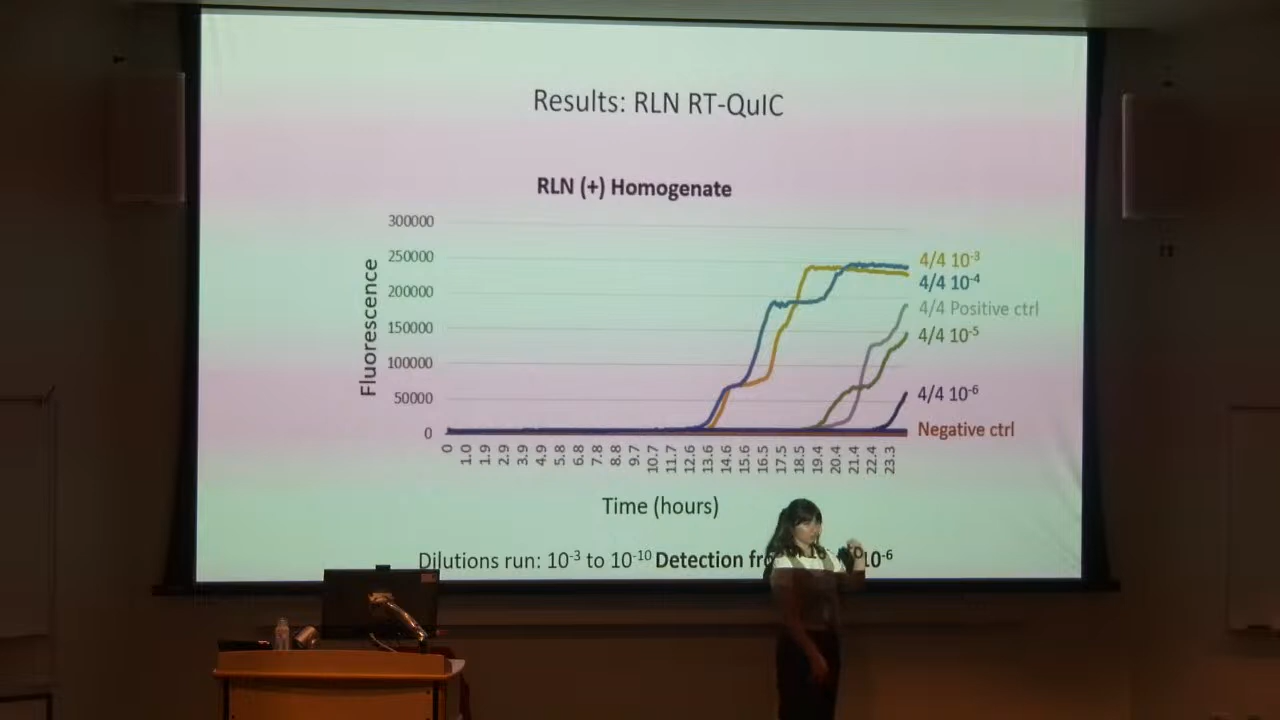 Results: RLN RT-QuIC
RLN (+) Homogenate
Fluorescence
300000
250000
200000
150000
100000
50000
0
4/4 10⁻³
4/4 10⁻⁴
4/4 Positive ctrl
4/4 10⁻⁵
4/4 10⁻⁶
Negative ctrl
0 1.0 1.9 2.9 3.9 4.9 5.8 6.8 7.8 8.8 9.7 10.7 11.7 12.6 13.6 14.6 15.6 16.5 17.5 18.5 19.4 20.4 21.4 22.4 23.3
Time (hours)
Dilutions run: 10⁻³ to 10⁻¹⁰ Detection 10⁻⁶